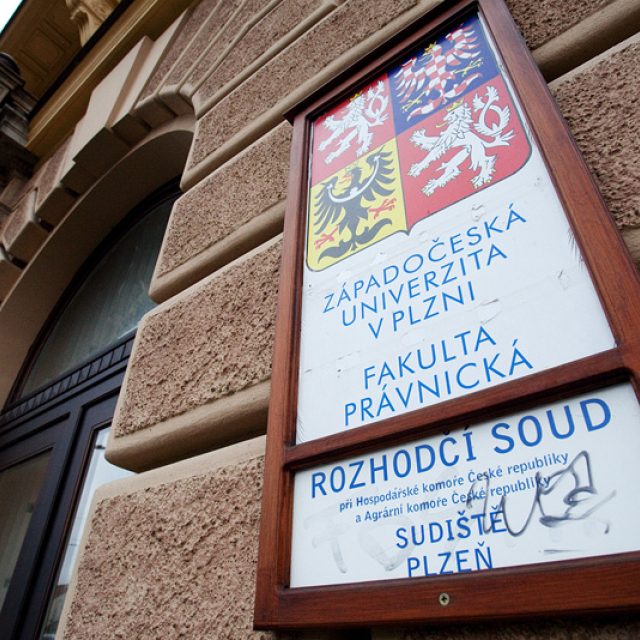 ZÁPADOČESKÁ
UNIVERZITA
V PLZNI
FAKULTA
PRÁVNICKÁ
ROZHODČÍ SOUD
při Hospodářské komoře České republiky
a Agrární komoře České republiky
SUDIŠTĚ
PLZEŇ